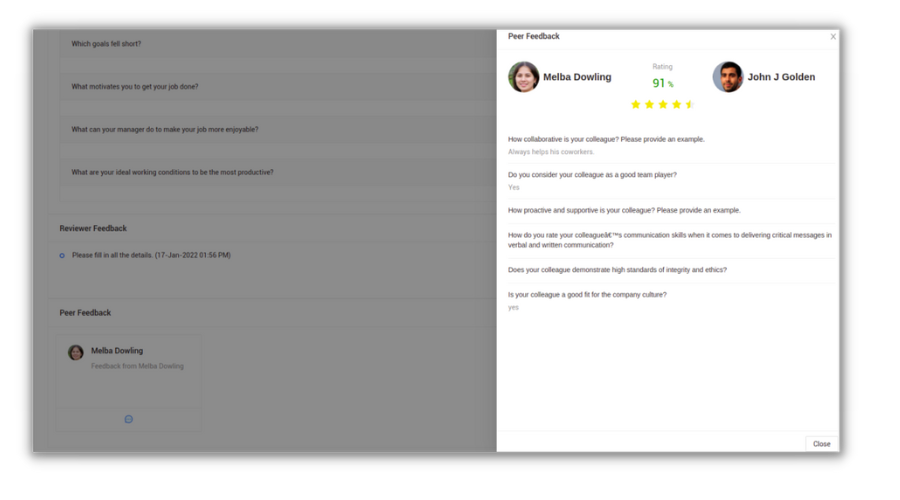 Which goals fell short?
What motivates you to get your job done?
What can your manager do to make your job more enjoyable?
What are your ideal working conditions to be the most productive?
Reviewer Feedback
Please fill in all the details. (17-Jan-2022 01:56 PM)
Peer Feedback
Melba Dowling
Feedback from Melba Dowling
Peer Feedback
X
Melba Dowling
Rating
91 %
John J Golden
How collaborative is your colleague? Please provide an example.
Always helps his coworkers.
Do you consider your colleague as a good team player?
Yes
How proactive and supportive is your colleague? Please provide an example.
How do you rate your colleagueâ€™s communication skills when it comes to delivering critical messages in
verbal and written communication?
Does your colleague demonstrate high standards of integrity and ethics?
Is your colleague a good fit for the company culture?
yes
Close